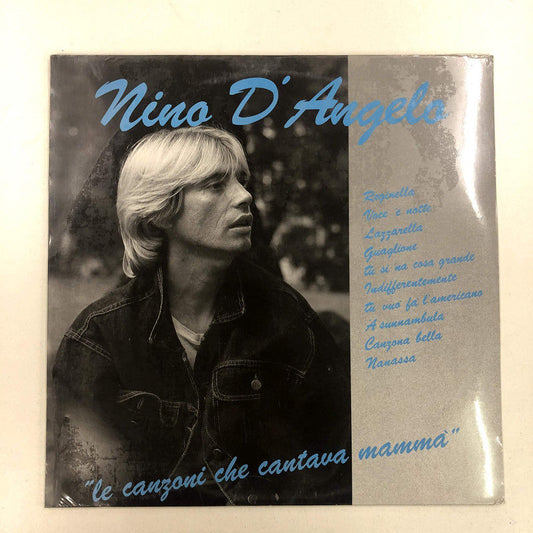 Nino D'Angelo
Reginella
Voce 'e notte
Lazzarella
Guaglione
tu si na cosa grande
Indifferentemente
tu vuo fa l'americano
A sunnambula
Canzona bella
Nanassa
"le canzoni che cantava mammà"